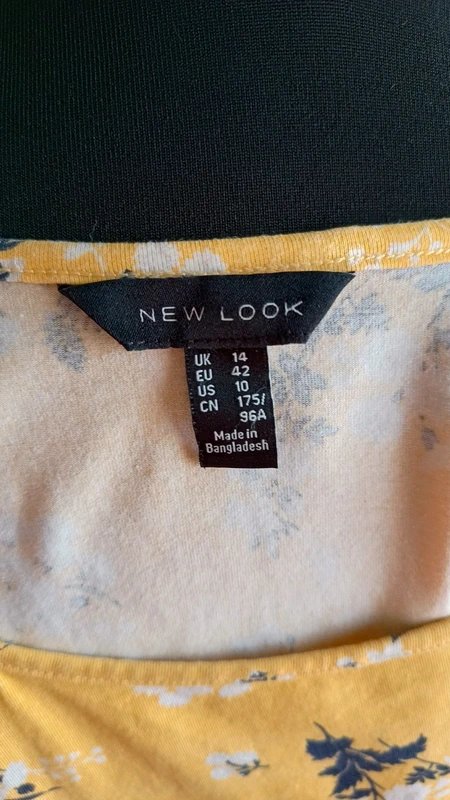 NEW LOOK
UK 14
EU 42
US 10
CN 175/
96A
Made in
Bangladesh